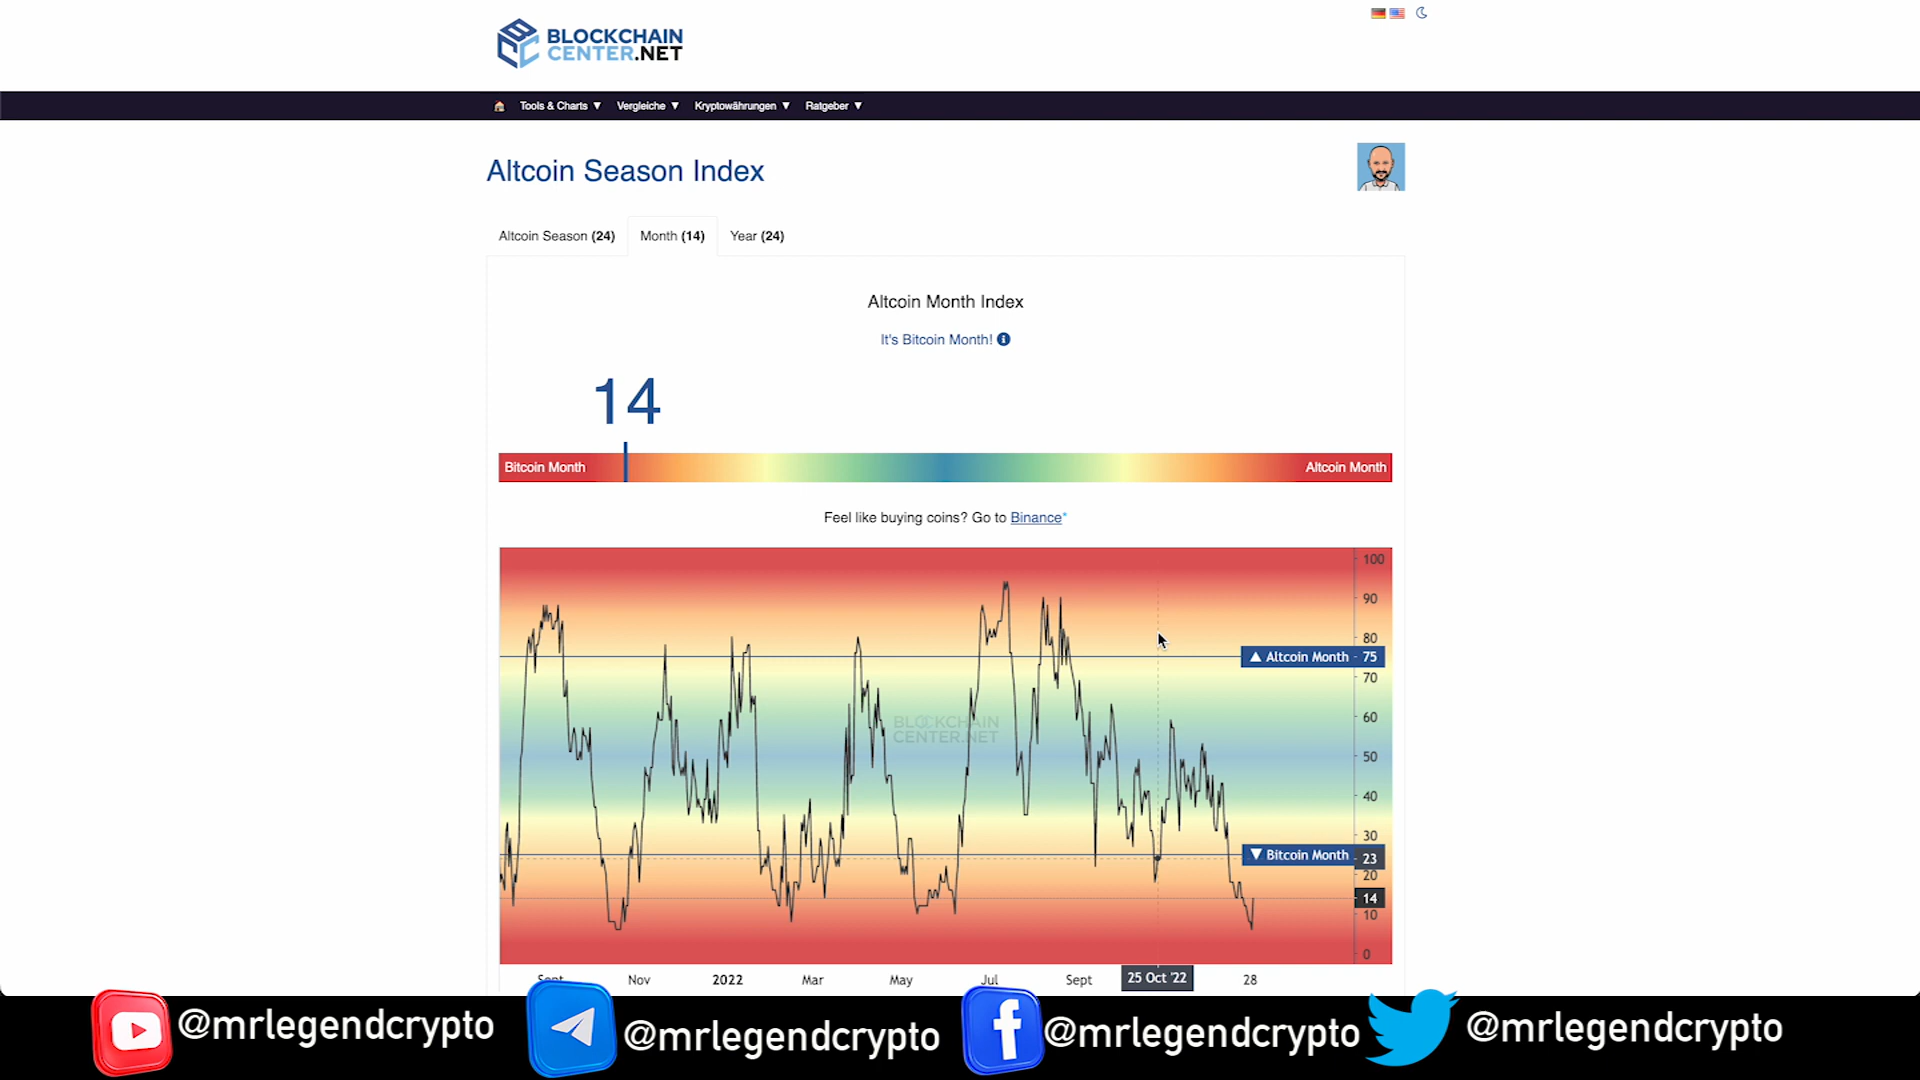 BLOCKCHAIN
CENTER.NET
Tools & Charts ▼ Vergleiche ▼ Kryptowährungen ▼ Ratgeber ▼
Altcoin Season Index
Altcoin Season (24) Month (14) Year (24)
Altcoin Month Index
It's Bitcoin Month!
14
Bitcoin Month Altcoin Month
Feel like buying coins? Go to Binance*
100
90
80
▲ Altcoin Month - 75
70
60
BLOCKCHAIN
CENTER.NET
50
40
30
▼ Bitcoin Month 23
20
14
10
0
Sept Nov 2022 Mar May Jul Sept 25 Oct '22 28
@mrlegendcrypto @mrlegendcrypto @mrlegendcrypto @mrlegendcrypto